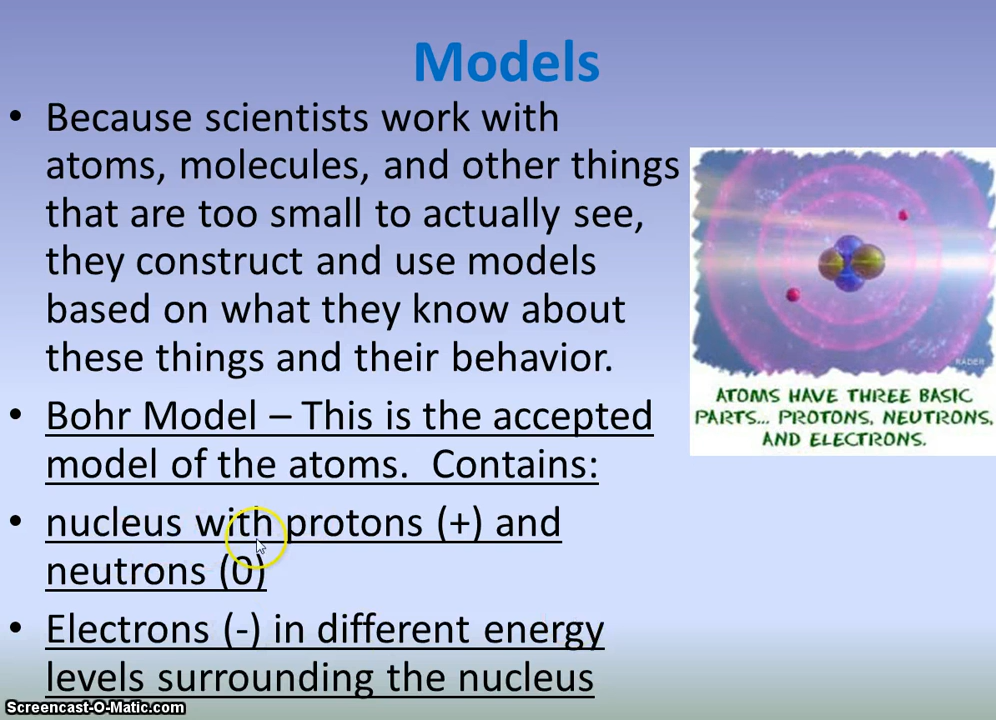 Models
• Because scientists work with
atoms, molecules, and other things
that are too small to actually see,
they construct and use models
based on what they know about
these things and their behavior.
• Bohr Model – This is the accepted
model of the atoms.  Contains:
• nucleus with protons (+) and
neutrons (0)
• Electrons (-) in different energy
levels surrounding the nucleus
RADER
ATOMS HAVE THREE BASIC
PARTS... PROTONS, NEUTRONS,
AND ELECTRONS.
Screencast-O-Matic.com